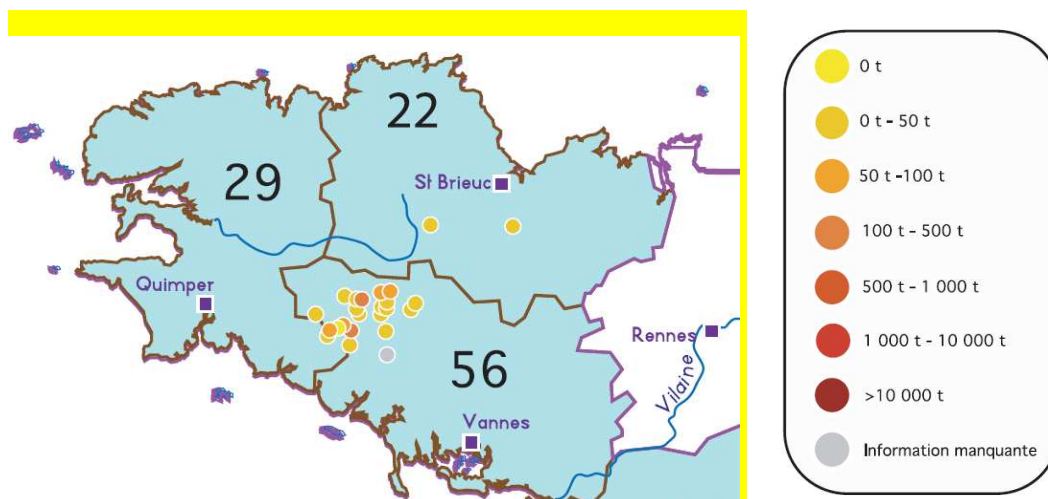 22
29
St Brieuc
Quimper
Rennes
56
Vilaine
Vannes
0 t
0 t - 50 t
50 t -100 t
100 t - 500 t
500 t - 1 000 t
1 000 t - 10 000 t
>10 000 t
Information manquante